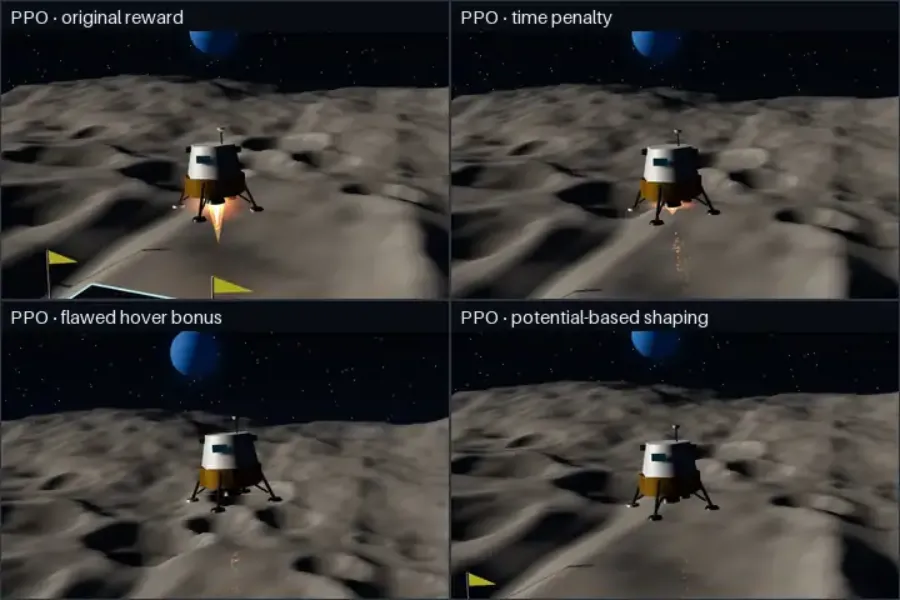 PPO · original reward
PPO · time penalty
PPO · flawed hover bonus
PPO · potential-based shaping